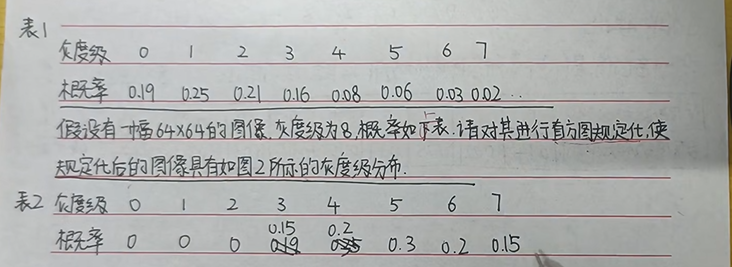 表1
灰度级 0 1 2 3 4 5 6 7
概率 0.19 0.25 0.21 0.16 0.08 0.06 0.03 0.02 ..
假设有一幅64×64的图像,灰度级为8,概率如下表.请对其进行直方图规定化,使
规定化后的图像具有如图2所示的灰度级分布.
表2 灰度级 0 1 2 3 4 5 6 7
0.15 0.2
概率 0 0 0 0.19 0.25 0.3 0.2 0.15